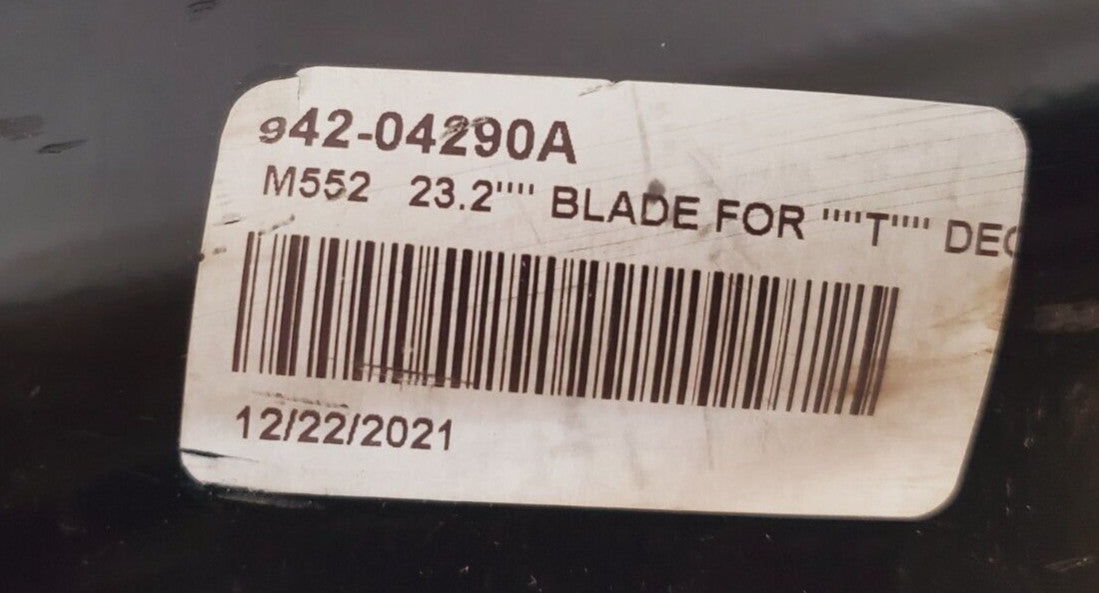 942-04290A
M552 23.2"" BLADE FOR ""T"" DEC
12/22/2021